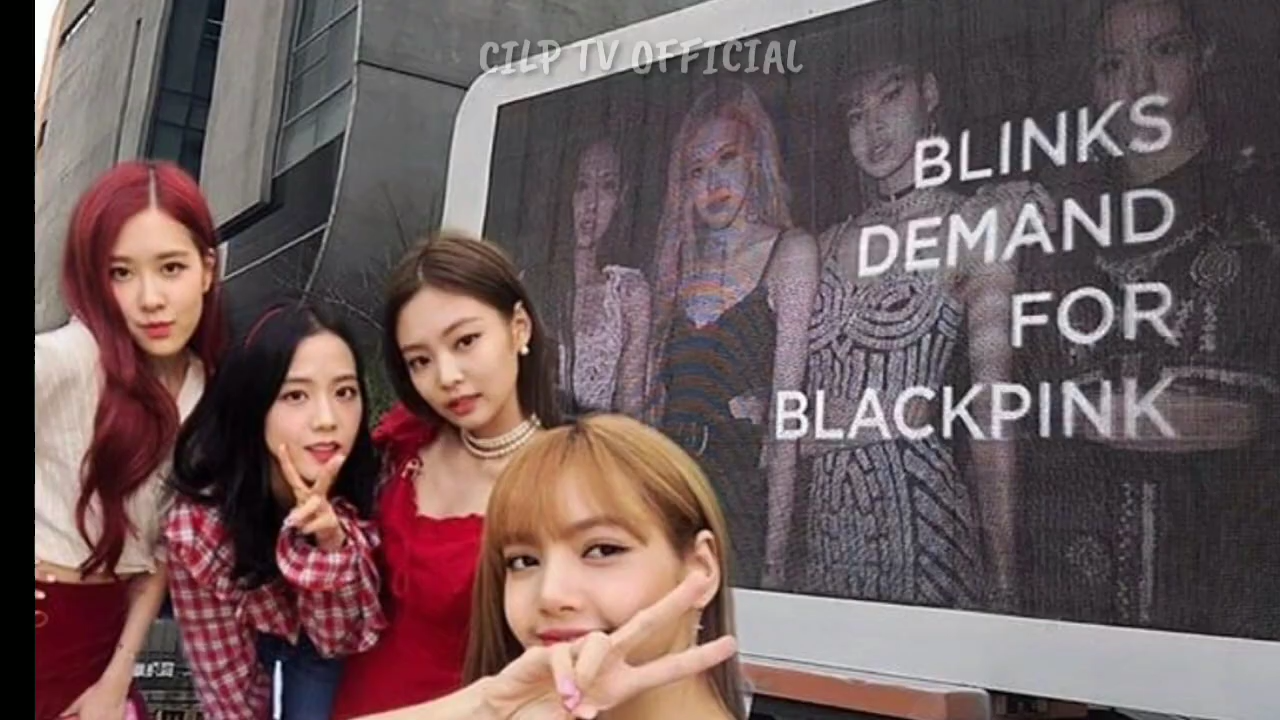 CILP TV OFFICIAL
BLINKS
DEMAND
FOR
BLACKPINK